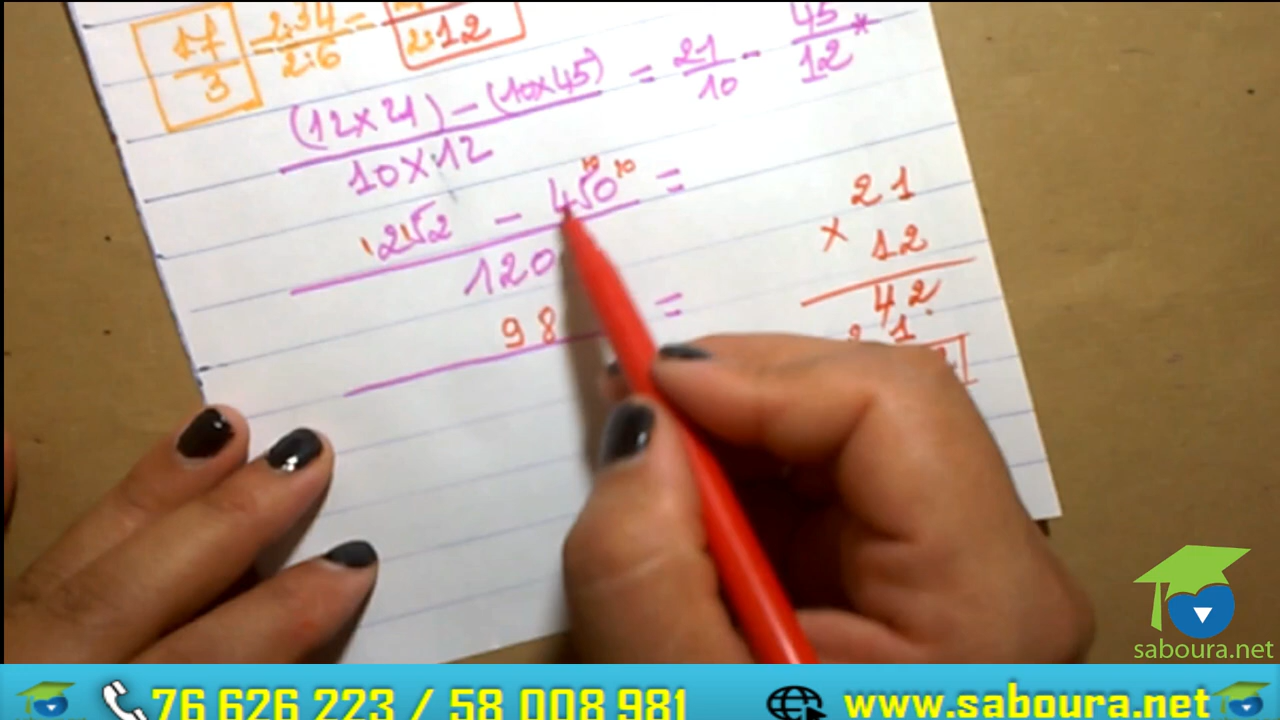 17/3 = 2:34/2:6 = 2:12
45/12 *
(12×21) - (10×45) / 10×12 = 21/10 -
252 - 450 / 120 =
98 =
21
× 12
42
saboura.net
76 626 223 / 58 008 981 www.saboura.net